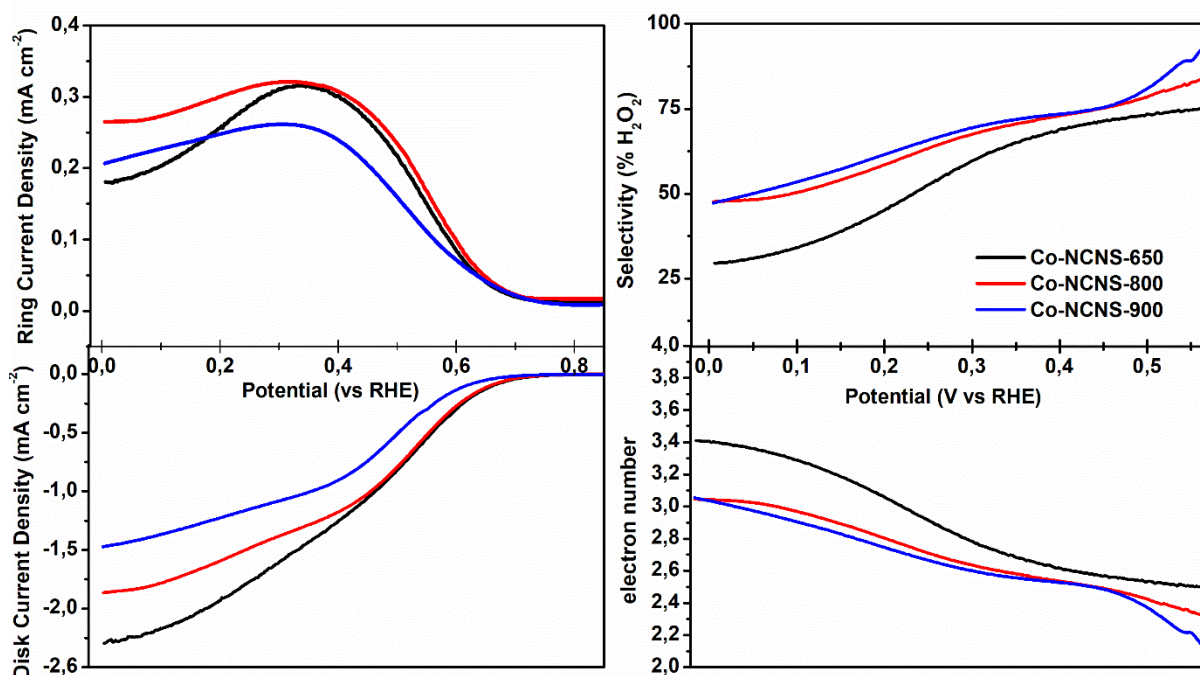 Ring Current Density (mA cm⁻²)
0,4
0,3
0,2
0,1
0,0
0,0 0,2 0,4 0,6 0,8
Potential (vs RHE)
Disk Current Density (mA cm⁻²)
0,0
-0,5
-1,0
-1,5
-2,0
-2,6
Selectivity (% H₂O₂)
100
75
50
25
Co-NCNS-650
Co-NCNS-800
Co-NCNS-900
0,0 0,1 0,2 0,3 0,4 0,5
Potential (V vs RHE)
electron number
4,0
3,8
3,6
3,4
3,2
3,0
2,8
2,6
2,4
2,2
2,0